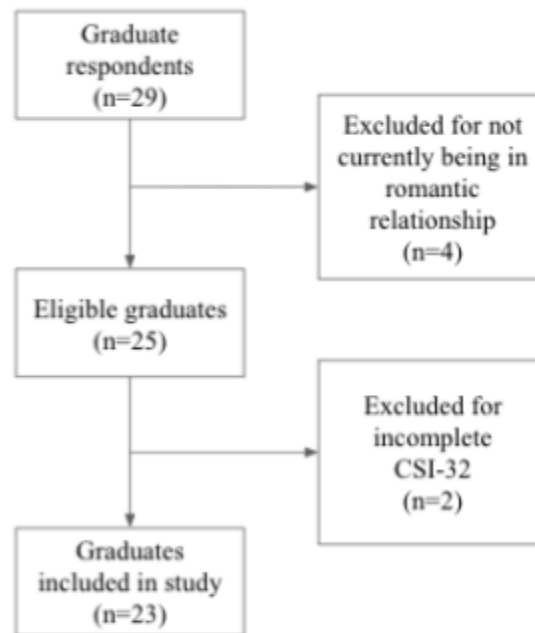 Graduate
respondents
(n=29)
Excluded for not
currently being in
romantic
relationship
(n=4)
Eligible graduates
(n=25)
Excluded for
incomplete
CSI-32
(n=2)
Graduates
included in study
(n=23)